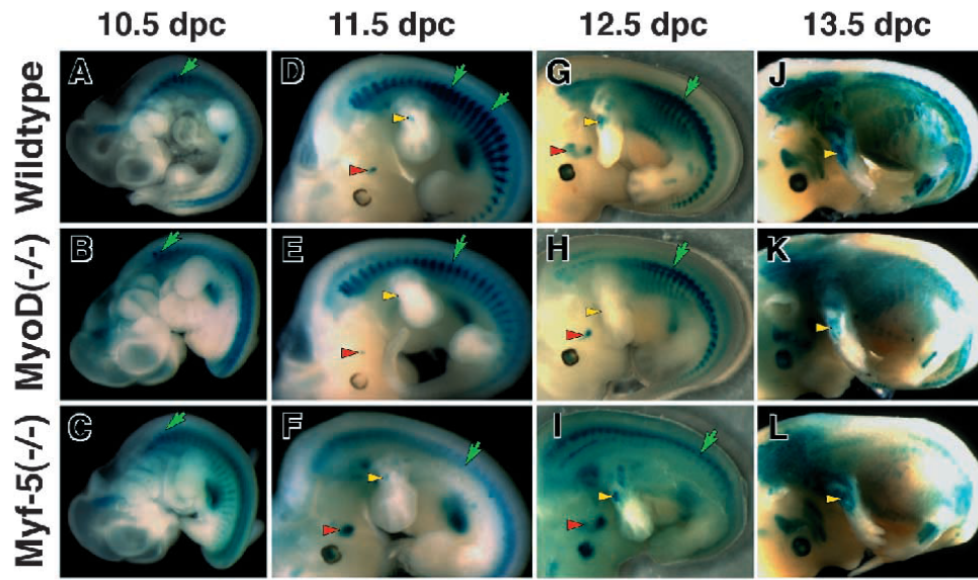 10.5 dpc 11.5 dpc 12.5 dpc 13.5 dpc
Wildtype
A D G J
MyoD(-/-)
B E H K
Myf-5(-/-)
C F I L